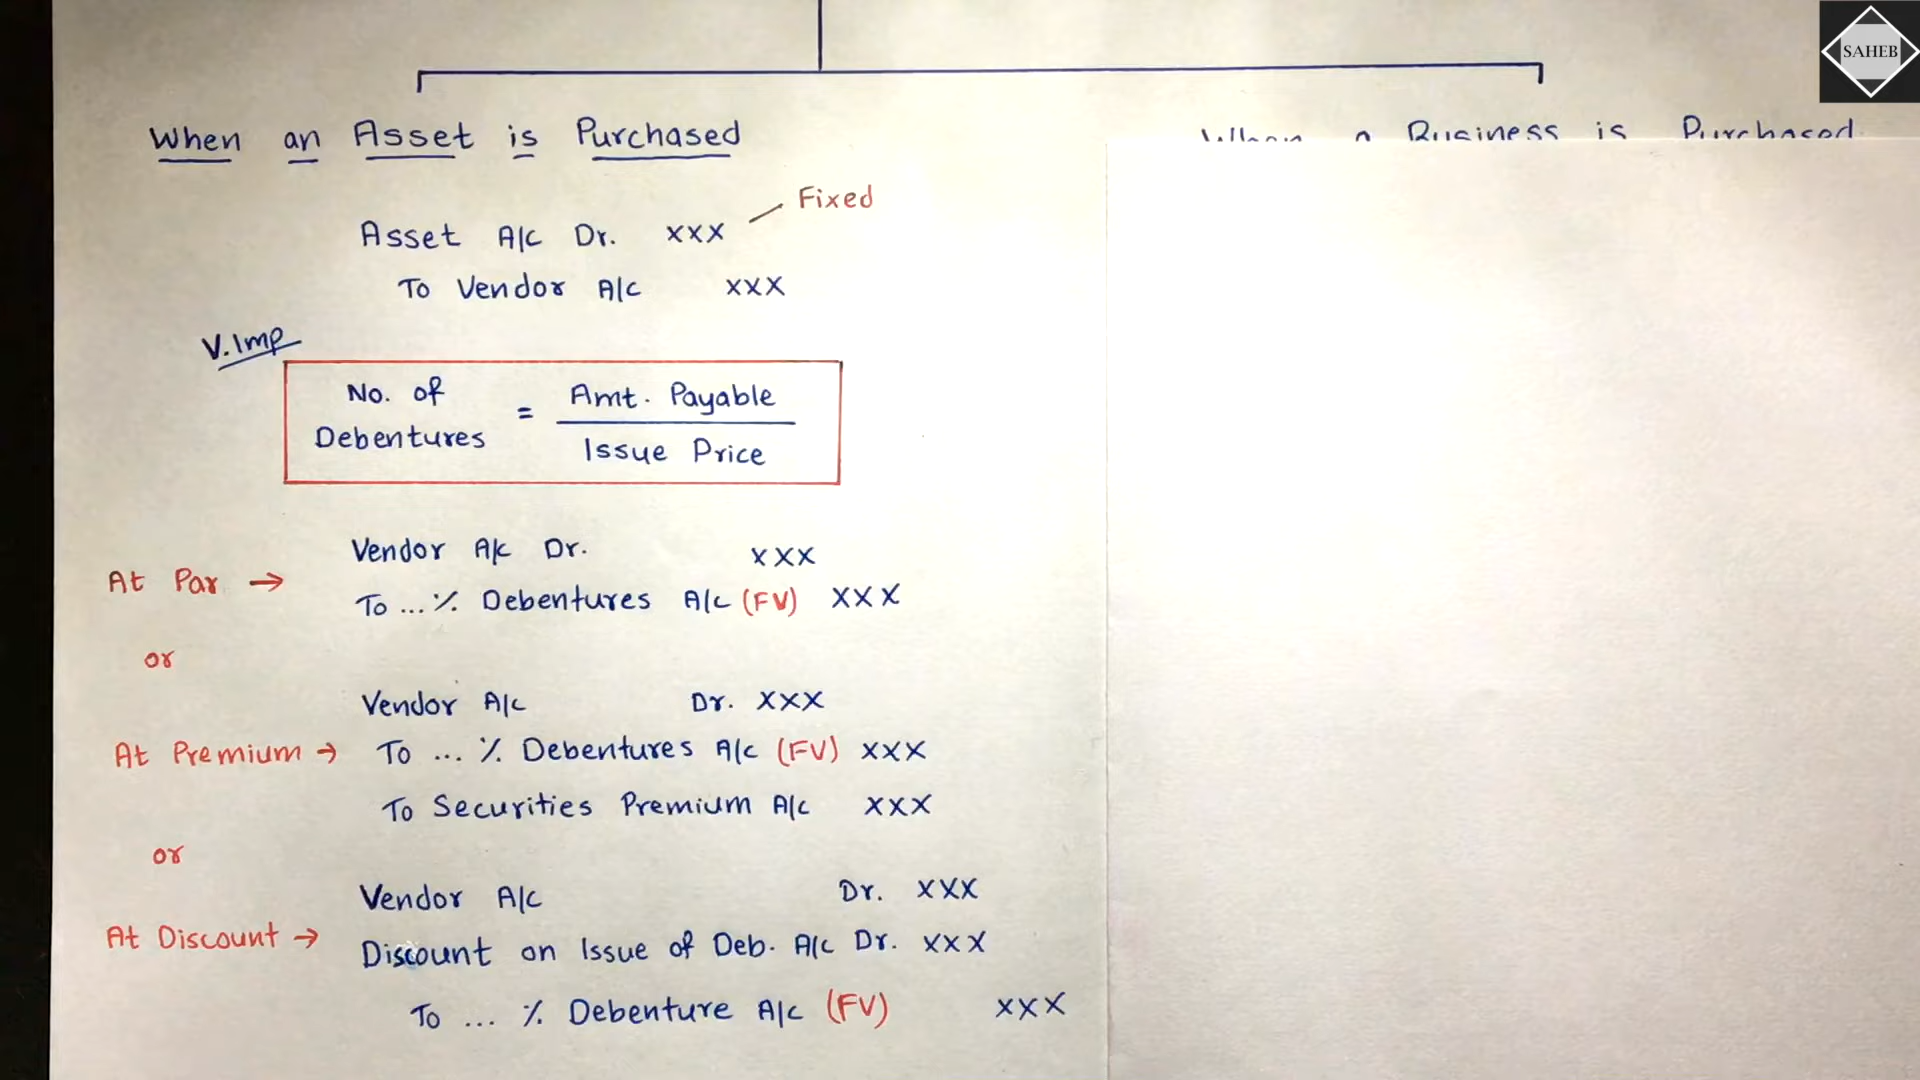 SAHEB
When an Asset is Purchased
When a Business is Purchased
Fixed
Asset A/c Dr. XXX
To Vendor A/c XXX
V.Imp
No. of
Debentures = Amt. Payable
Issue Price
Vendor A/c Dr. XXX
At Par →
To ... % Debentures A/c (FV) XXX
or
Vendor A/c Dr. XXX
At Premium → To ... % Debentures A/c (FV) XXX
To Securities Premium A/c XXX
or
Vendor A/c Dr. XXX
At Discount →
Discount on Issue of Deb. A/c Dr. XXX
To ... % Debenture A/c (FV) XXX